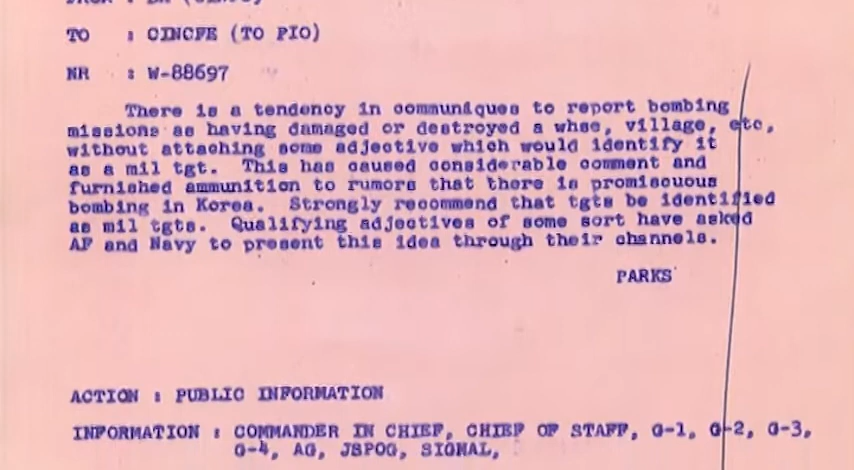 TO : CINCFE (TO PIO)
NR : W-88697
There is a tendency in communiques to report bombing
missions as having damaged or destroyed a whse, village, etc,
without attaching some adjective which would identify it
as a mil tgt. This has caused considerable comment and
furnished ammunition to rumors that there is promiscuous
bombing in Korea. Strongly recommend that tgts be identified
as mil tgts. Qualifying adjectives of some sort have asked
AF and Navy to present this idea through their channels.
PARKS
ACTION : PUBLIC INFORMATION
INFORMATION : COMMANDER IN CHIEF, CHIEF OF STAFF, G-1, G-2, G-3,
G-4, AG, JSPOG, SIGNAL,